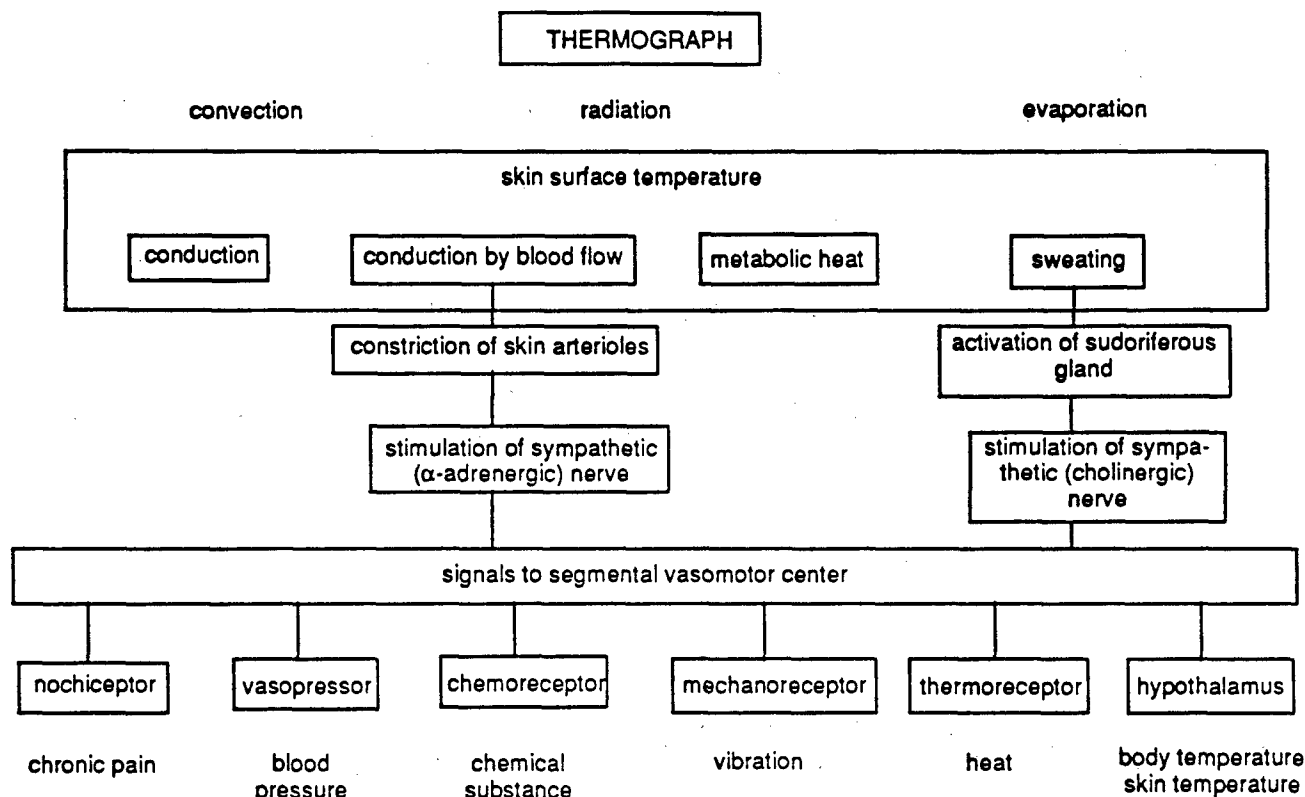 THERMOGRAPH
convection radiation evaporation
skin surface temperature
conduction conduction by blood flow metabolic heat sweating
constriction of skin arterioles
activation of sudoriferous
gland
stimulation of sympathetic
(α-adrenergic) nerve
stimulation of sympa-
thetic (cholinergic)
nerve
signals to segmental vasomotor center
nochiceptor vasopressor chemoreceptor mechanoreceptor thermoreceptor hypothalamus
chronic pain
blood
pressure
chemical
substance
vibration
heat
body temperature
skin temperature